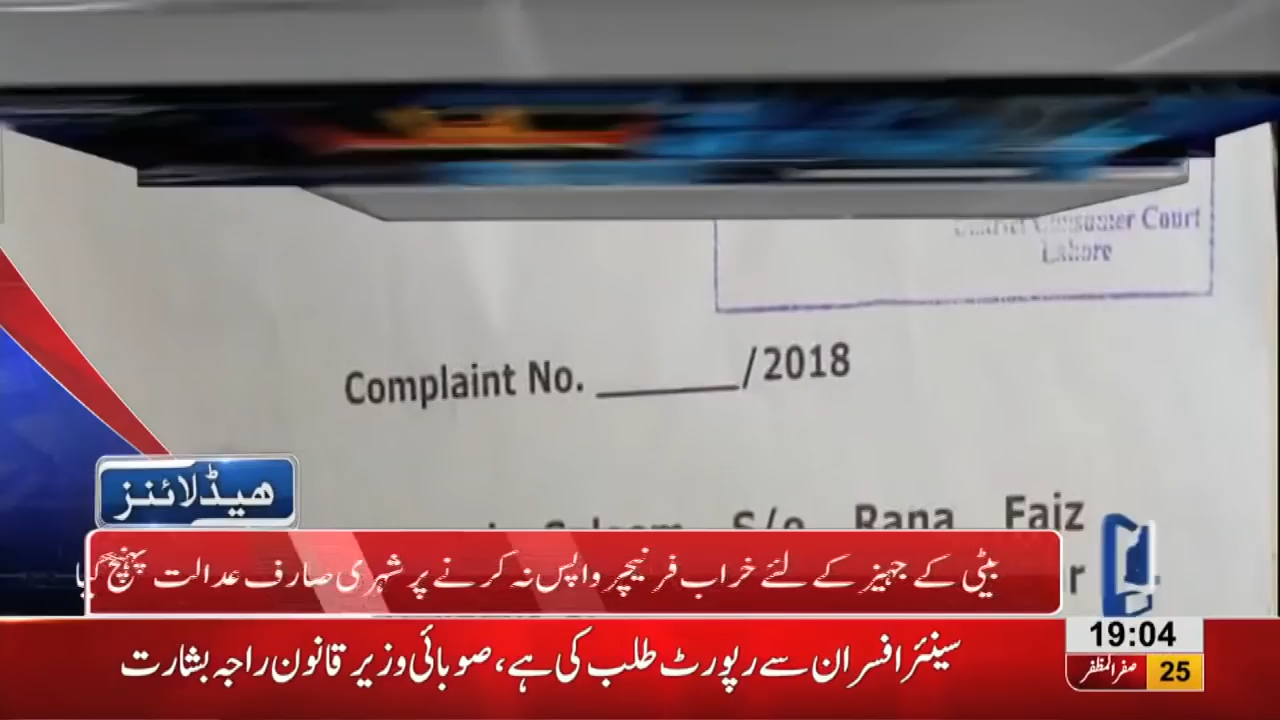 District Consumer Court
Lahore
Complaint No. ______/2018
Saleem S/o Rana Faiz
ہیڈلائنز
بیٹی کے جہیز کے لئے خراب فرنیچر واپس نہ کرنے پر شہری صارف عدالت پہنچ گیا
سینئر افسران سے رپورٹ طلب کی ہے، صوبائی وزیر قانون راجہ بشارت
19:04
صفر المظفر 25